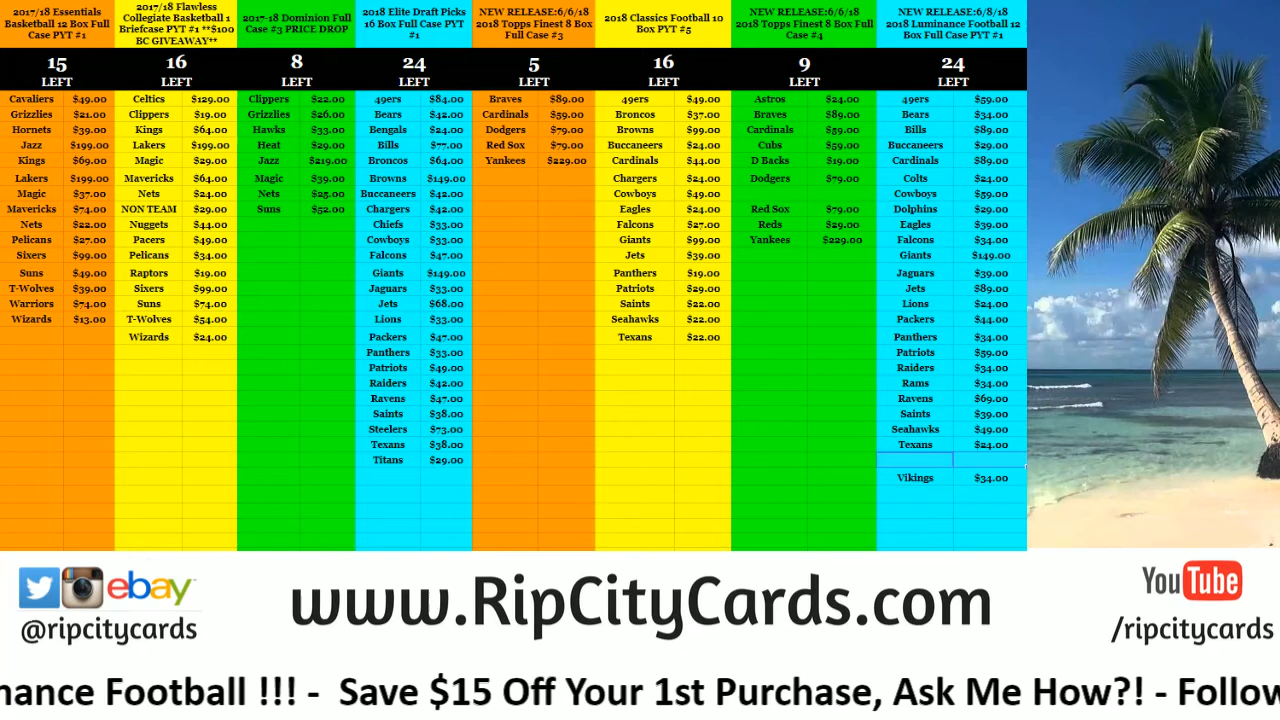 2017/18 Essentials Basketball 12 Box Full Case PYT #1
15
LEFT
Cavaliers $49.00
Grizzlies $21.00
Hornets $39.00
Jazz $199.00
Kings $69.00
Lakers $199.00
Magic $37.00
Mavericks $74.00
Nets $22.00
Pelicans $27.00
Sixers $99.00
Suns $49.00
T-Wolves $39.00
Warriors $74.00
Wizards $13.00
2017/18 Flawless Collegiate Basketball 1 Briefcase PYT #1 **$100 BC GIVEAWAY**
16
LEFT
Celtics $129.00
Clippers $19.00
Kings $64.00
Lakers $199.00
Magic $29.00
Mavericks $64.00
Nets $24.00
NON TEAM $29.00
Nuggets $44.00
Pacers $49.00
Pelicans $34.00
Raptors $19.00
Sixers $99.00
Suns $74.00
T-Wolves $54.00
Wizards $24.00
2017-18 Dominion Full Case #3 PRICE DROP
8
LEFT
Clippers $22.00
Grizzlies $26.00
Hawks $33.00
Heat $29.00
Jazz $219.00
Magic $39.00
Nets $25.00
Suns $52.00
2018 Elite Draft Picks 16 Box Full Case PYT #1
24
LEFT
49ers $84.00
Bears $42.00
Bengals $24.00
Bills $77.00
Broncos $64.00
Browns $149.00
Buccaneers $42.00
Chargers $42.00
Chiefs $33.00
Cowboys $33.00
Falcons $47.00
Giants $149.00
Jaguars $33.00
Jets $68.00
Lions $33.00
Packers $47.00
Panthers $33.00
Patriots $49.00
Raiders $42.00
Ravens $47.00
Saints $38.00
Steelers $73.00
Texans $38.00
Titans $29.00
NEW RELEASE:6/6/18 2018 Topps Finest 8 Box Full Case #3
5
LEFT
Braves $89.00
Cardinals $59.00
Dodgers $79.00
Red Sox $79.00
Yankees $229.00
2018 Classics Football 10 Box PYT #5
16
LEFT
49ers $49.00
Broncos $37.00
Browns $99.00
Buccaneers $24.00
Cardinals $44.00
Chargers $24.00
Cowboys $49.00
Eagles $24.00
Falcons $27.00
Giants $99.00
Jets $39.00
Panthers $19.00
Patriots $29.00
Saints $22.00
Seahawks $22.00
Texans $22.00
NEW RELEASE:6/6/18 2018 Topps Finest 8 Box Full Case #4
9
LEFT
Astros $24.00
Braves $89.00
Cardinals $59.00
Cubs $59.00
D Backs $19.00
Dodgers $79.00
Red Sox $79.00
Reds $29.00
Yankees $229.00
NEW RELEASE:6/8/18 2018 Luminance Football 12 Box Full Case PYT #1
24
LEFT
49ers $59.00
Bears $34.00
Bills $89.00
Buccaneers $29.00
Cardinals $89.00
Colts $24.00
Cowboys $59.00
Dolphins $29.00
Eagles $39.00
Falcons $34.00
Giants $149.00
Jaguars $39.00
Jets $89.00
Lions $24.00
Packers $44.00
Panthers $34.00
Patriots $59.00
Raiders $34.00
Rams $34.00
Ravens $69.00
Saints $39.00
Seahawks $49.00
Texans $24.00
Vikings $34.00
ebay
@ripcitycards
www.RipCityCards.com
YouTube
/ripcitycards
nance Football !!! - Save $15 Off Your 1st Purchase, Ask Me How?! - Follow